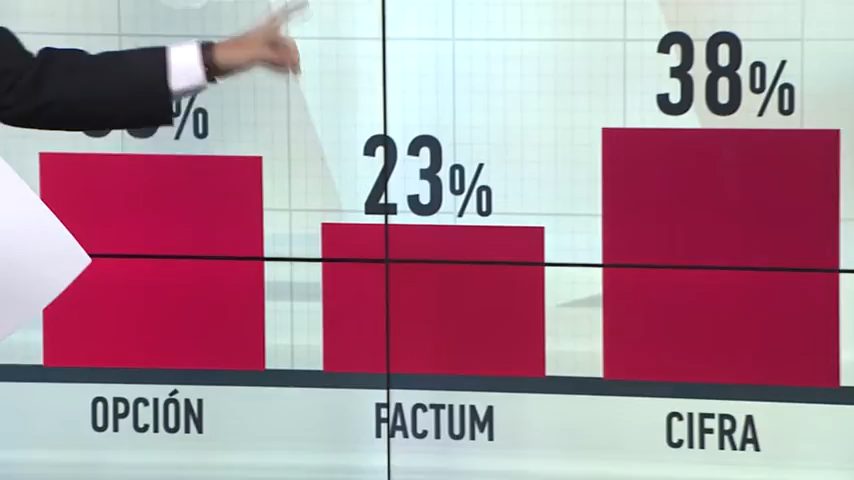 23%
38%
OPCIÓN
FACTUM
CIFRA